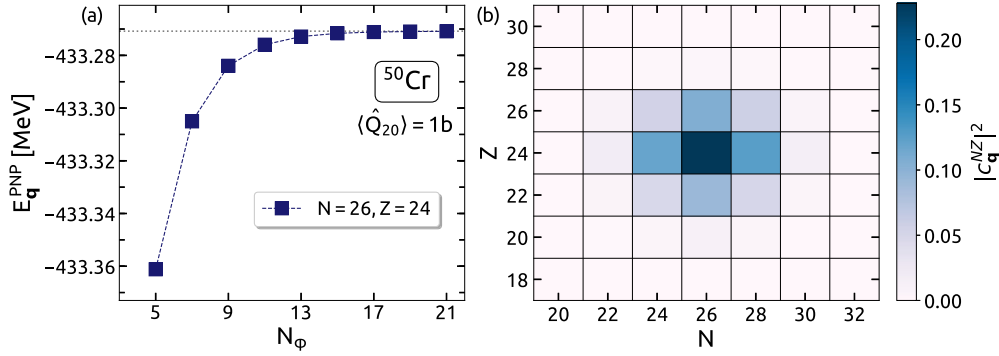 (a)
E_q^PNP [MeV]
−433.28
−433.30
−433.32
−433.34
−433.36
⁵⁰Cr
⟨Q̂₂₀⟩ = 1b
N = 26, Z = 24
5 9 13 17 21
N_Φ
(b)
Z
30
28
26
24
22
20
18
20 22 24 26 28 30 32
N
0.20
0.15
0.10
0.05
0.00
|c_q^NZ|²